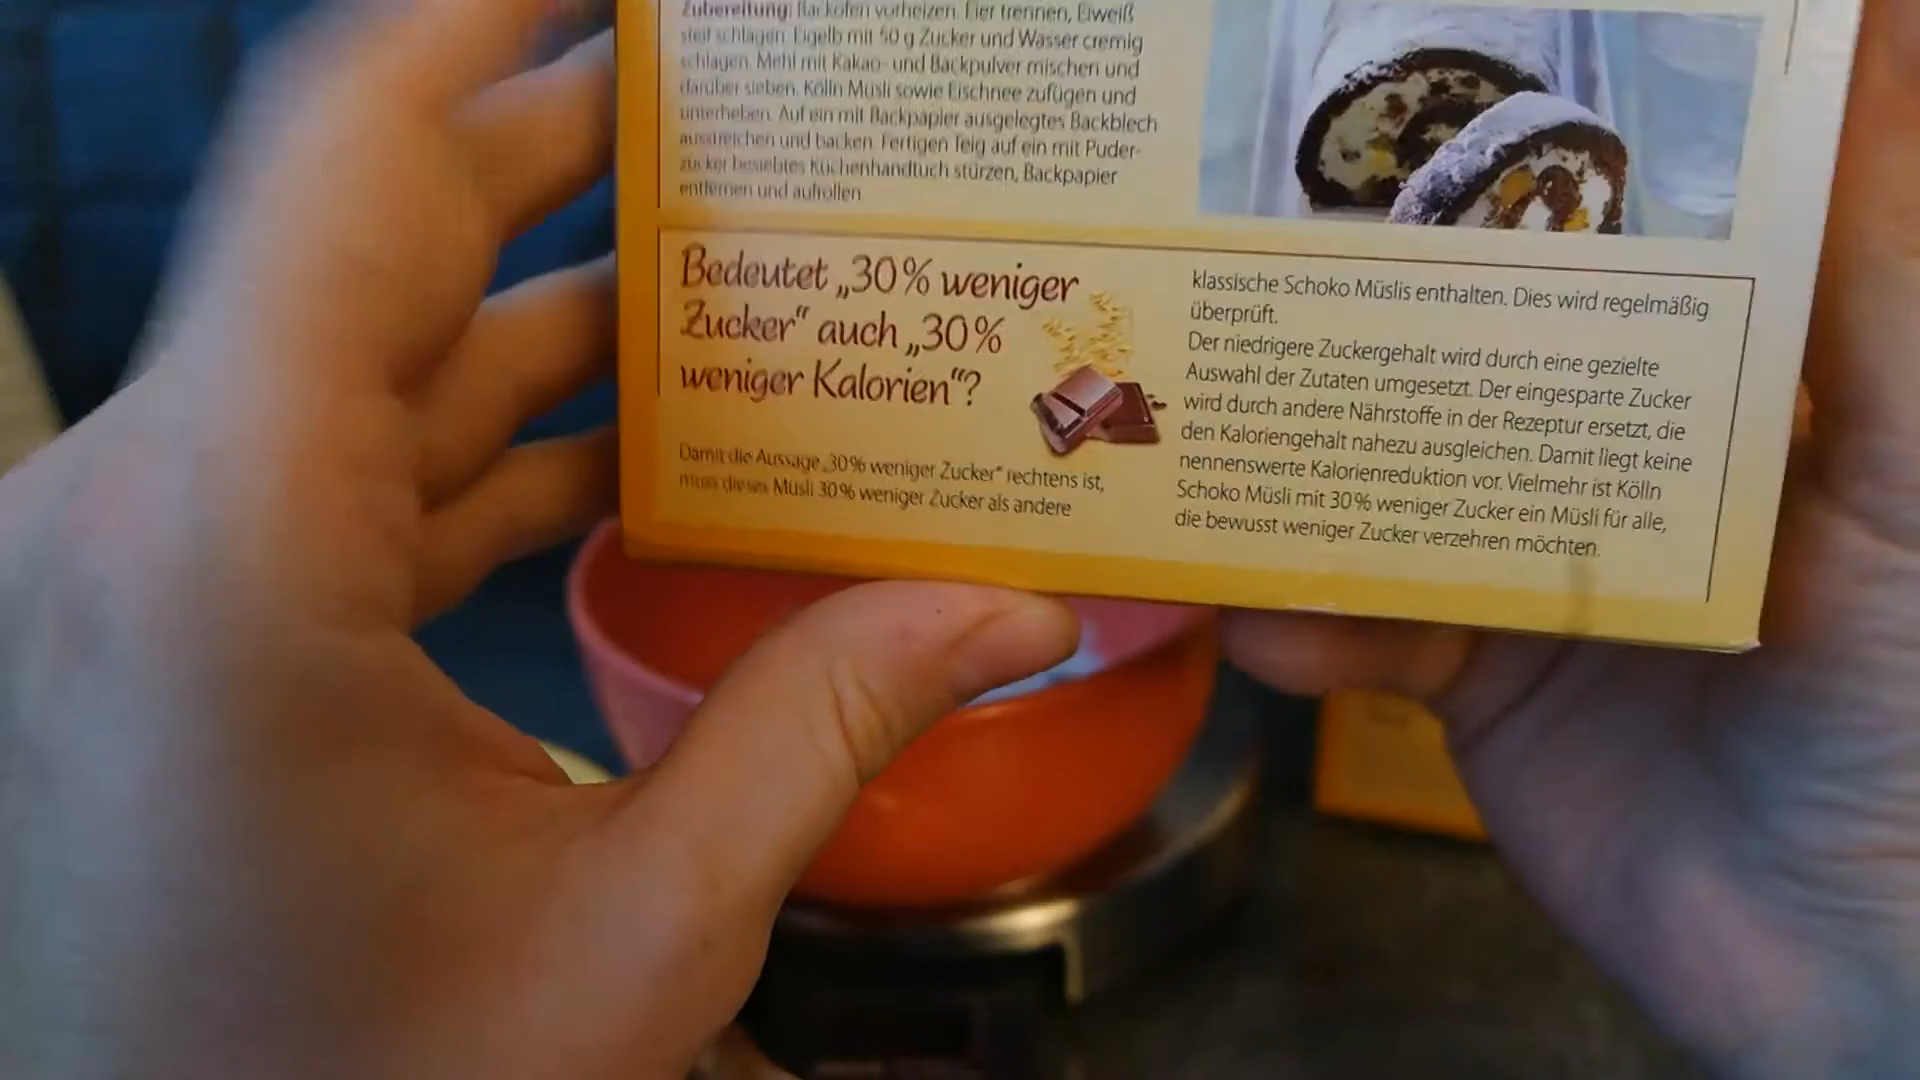 Zubereitung: Backofen vorheizen. Eier trennen, Eiweiß
steif schlagen. Eigelb mit 50 g Zucker und Wasser cremig
schlagen. Mehl mit Kakao- und Backpulver mischen und
darüber sieben. Kölln Müsli sowie Eischnee zufügen und
unterheben. Auf ein mit Backpapier ausgelegtes Backblech
ausstreichen und backen. Fertigen Teig auf ein mit Puder-
zucker besiebtes Küchenhandtuch stürzen, Backpapier
entfernen und aufrollen
Bedeutet „30% weniger
Zucker“ auch „30%
weniger Kalorien“?
Damit die Aussage „30% weniger Zucker“ rechtens ist,
muss dieses Müsli 30% weniger Zucker als andere
klassische Schoko Müslis enthalten. Dies wird regelmäßig
überprüft.
Der niedrigere Zuckergehalt wird durch eine gezielte
Auswahl der Zutaten umgesetzt. Der eingesparte Zucker
wird durch andere Nährstoffe in der Rezeptur ersetzt, die
den Kaloriengehalt nahezu ausgleichen. Damit liegt keine
nennenswerte Kalorienreduktion vor. Vielmehr ist Kölln
Schoko Müsli mit 30% weniger Zucker ein Müsli für alle,
die bewusst weniger Zucker verzehren möchten.